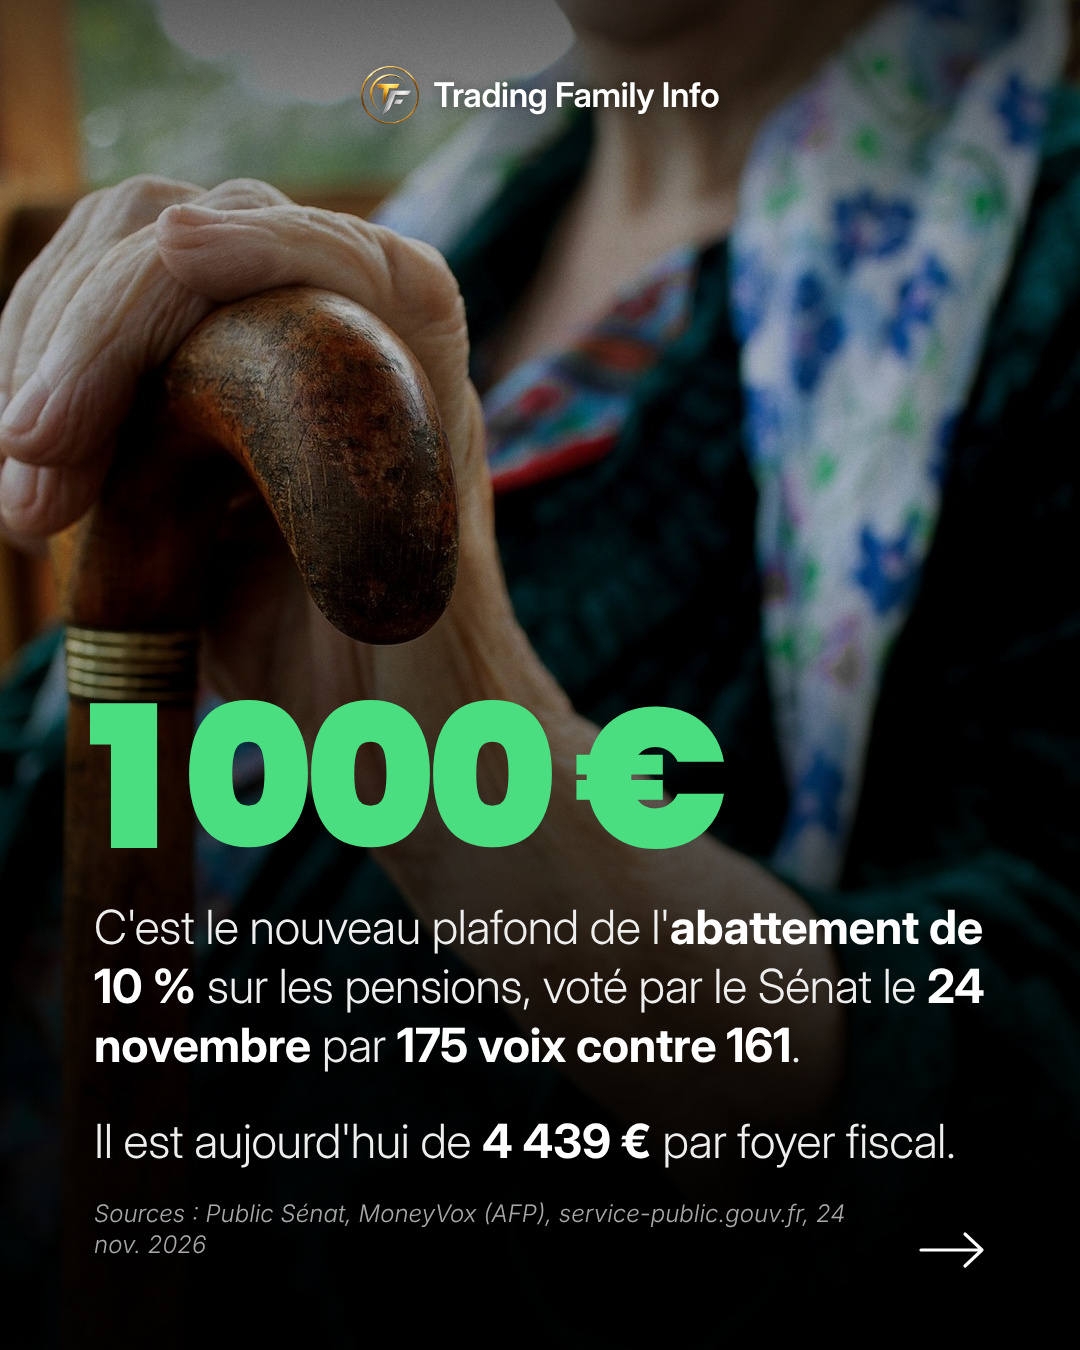 Trading Family Info
1 000 €
C'est le nouveau plafond de l'abattement de
10 % sur les pensions, voté par le Sénat le 24
novembre par 175 voix contre 161.
Il est aujourd'hui de 4 439 € par foyer fiscal.
Sources : Public Sénat, MoneyVox (AFP), service-public.gouv.fr, 24
nov. 2026